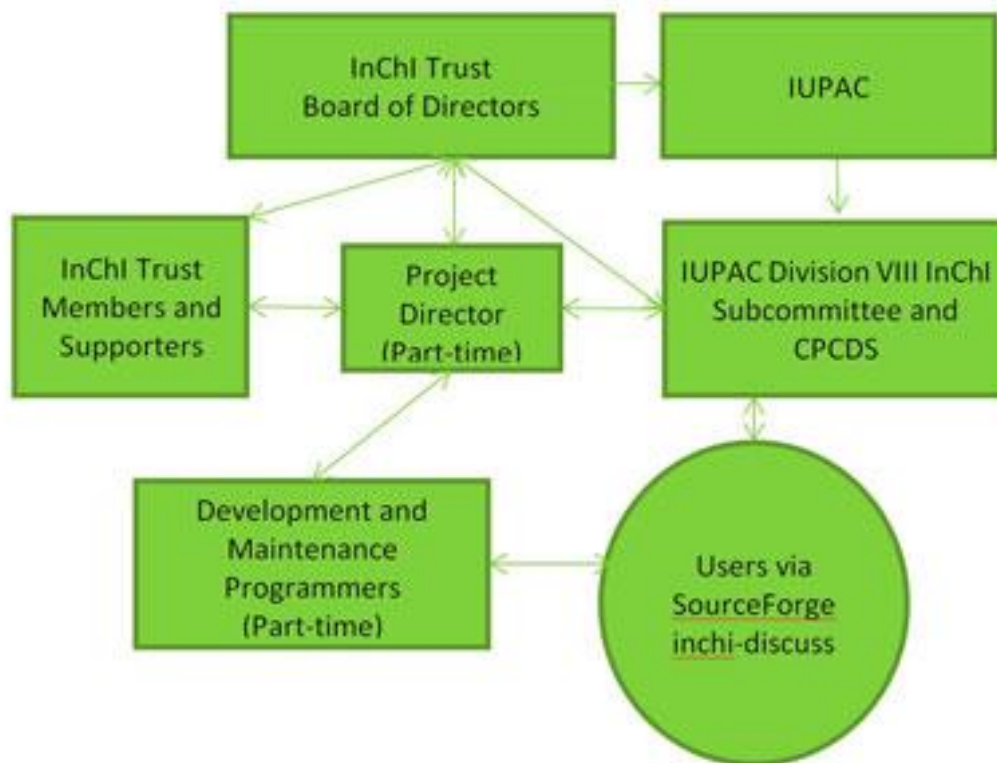 InChI Trust
Board of Directors
IUPAC
InChI Trust
Members and
Supporters
Project
Director
(Part-time)
IUPAC Division VIII InChI
Subcommittee and
CPCDS
Development and
Maintenance
Programmers
(Part-time)
Users via
SourceForge
inchi-discuss